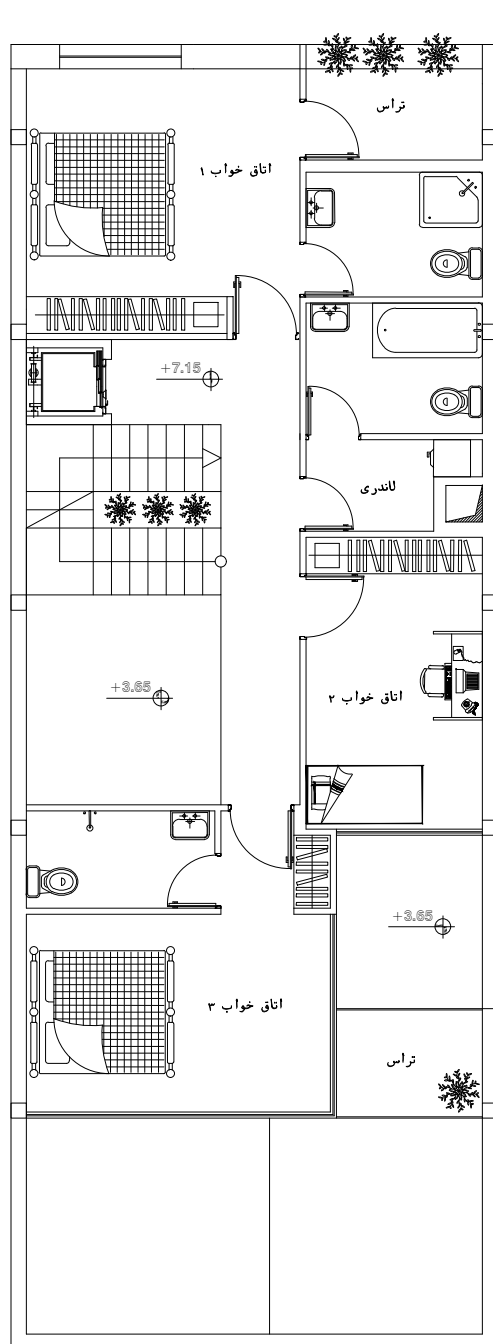 تراس
اتاق خواب ۱
+7.15
لاندری
+3.65
اتاق خواب ۲
+3.65
اتاق خواب ۳
تراس